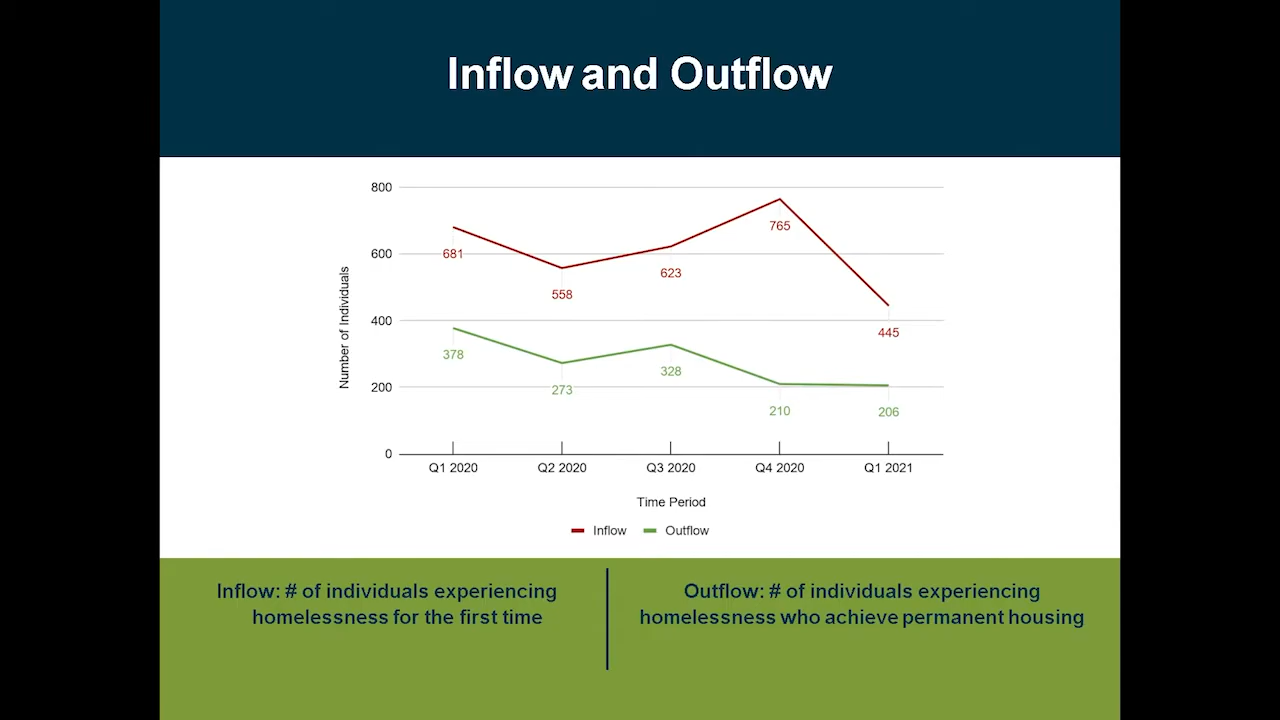 Inflow and Outflow
800
600
400
200
0
Number of Individuals
681
558
623
765
445
378
273
328
210
206
Q1 2020
Q2 2020
Q3 2020
Q4 2020
Q1 2021
Time Period
Inflow
Outflow
Inflow: # of individuals experiencing
homelessness for the first time
Outflow: # of individuals experiencing
homelessness who achieve permanent housing